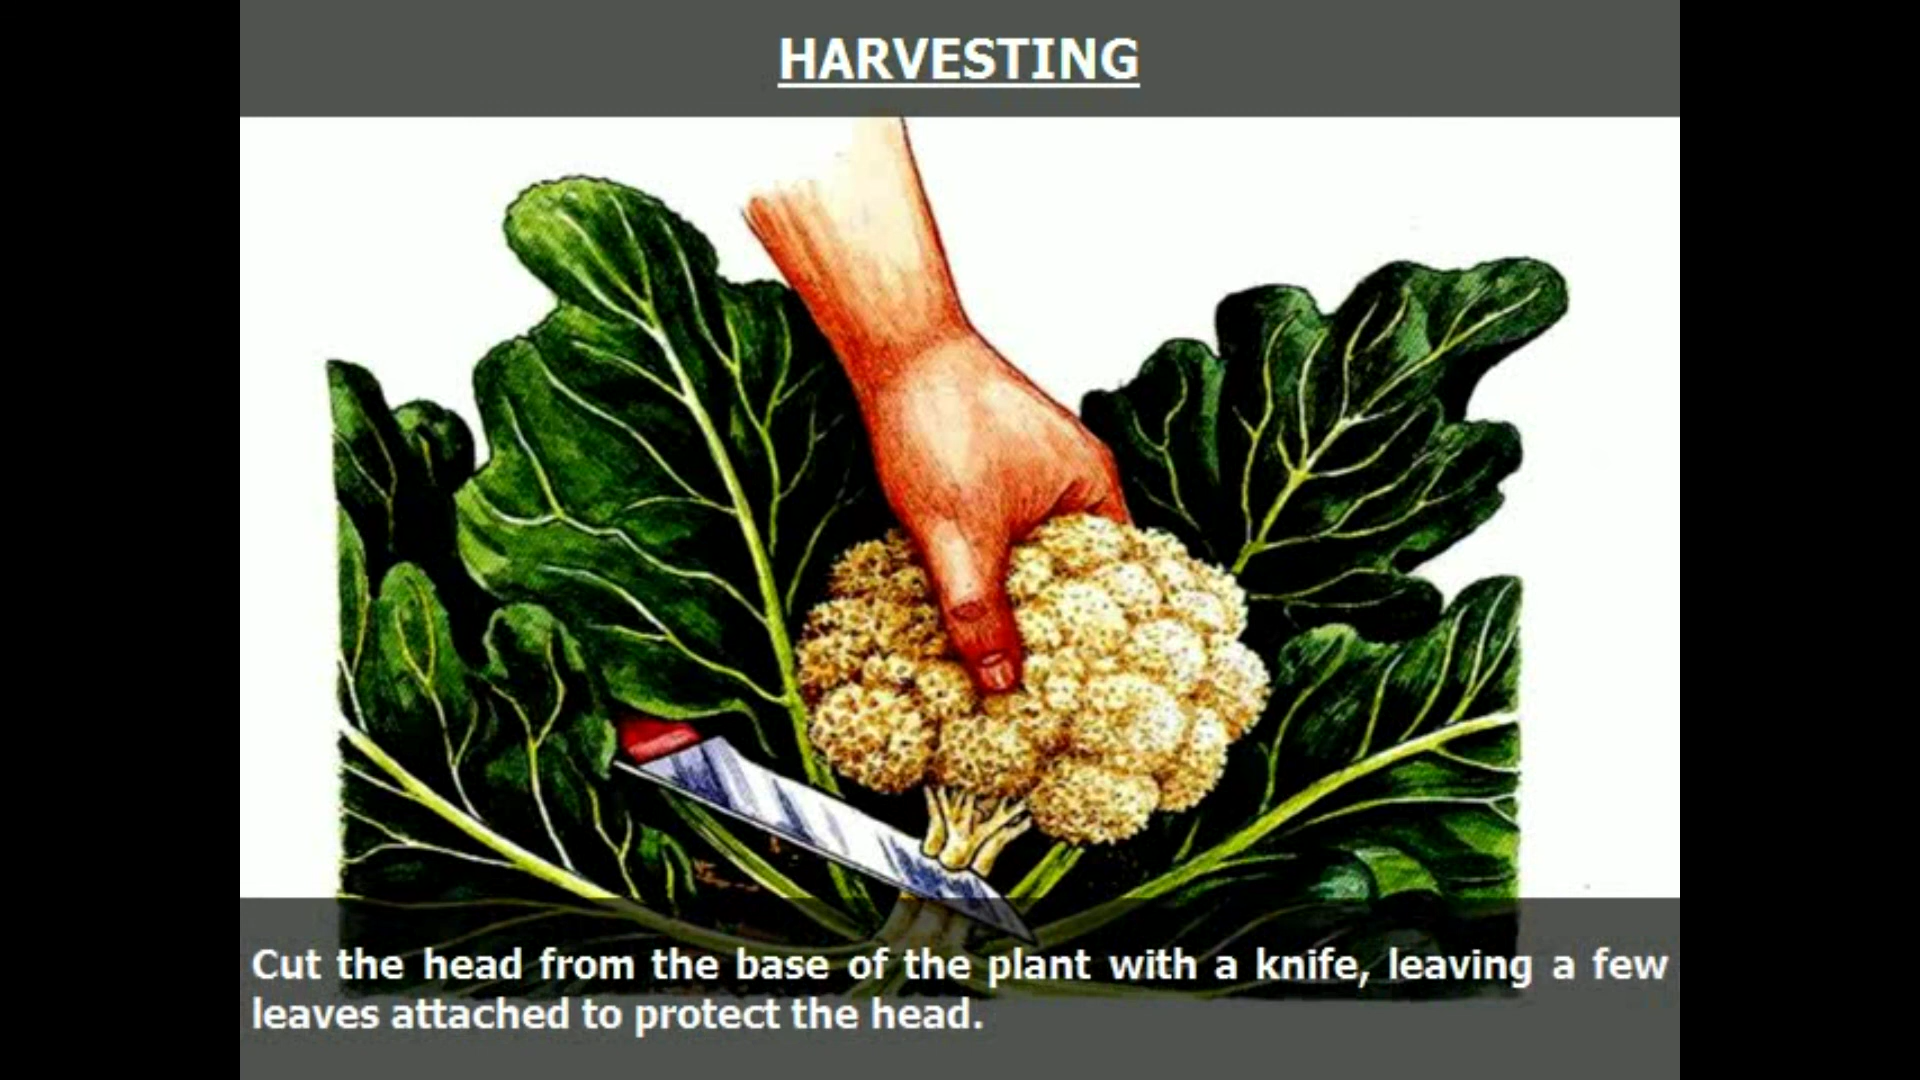 HARVESTING
Cut the head from the base of the plant with a knife, leaving a few
leaves attached to protect the head.